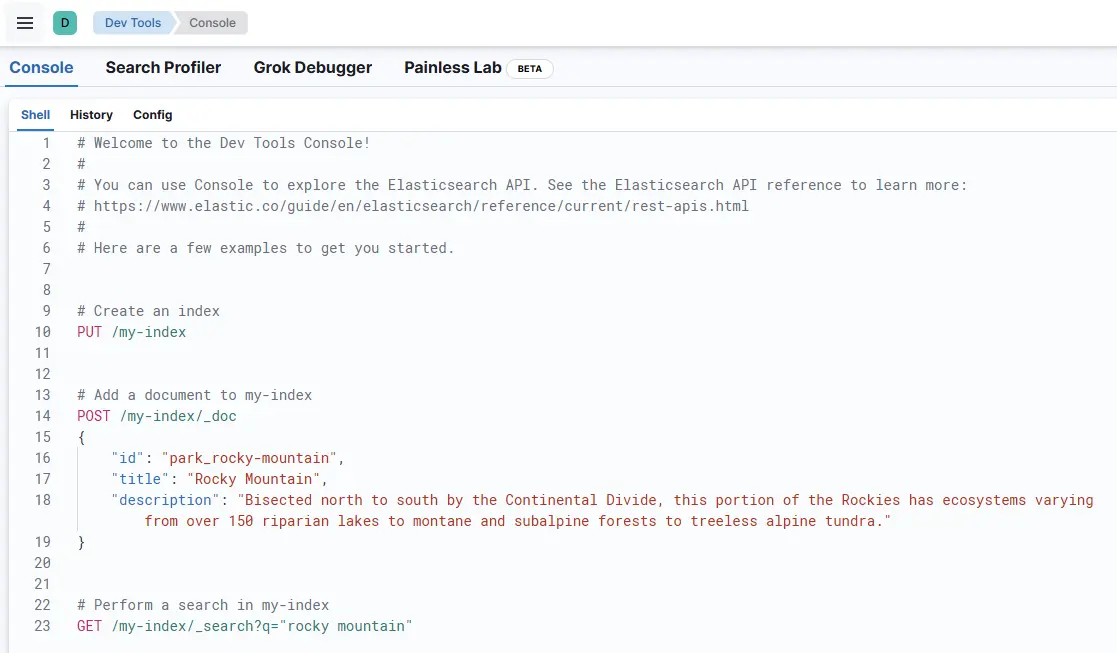 D Dev Tools Console
Console Search Profiler Grok Debugger Painless Lab BETA
Shell History Config
1 # Welcome to the Dev Tools Console!
2 #
3 # You can use Console to explore the Elasticsearch API. See the Elasticsearch API reference to learn more:
4 # https://www.elastic.co/guide/en/elasticsearch/reference/current/rest-apis.html
5 #
6 # Here are a few examples to get you started.
7
8
9 # Create an index
10 PUT /my-index
11
12
13 # Add a document to my-index
14 POST /my-index/_doc
15 {
16 "id": "park_rocky-mountain",
17 "title": "Rocky Mountain",
18 "description": "Bisected north to south by the Continental Divide, this portion of the Rockies has ecosystems varying
from over 150 riparian lakes to montane and subalpine forests to treeless alpine tundra."
19 }
20
21
22 # Perform a search in my-index
23 GET /my-index/_search?q="rocky mountain"